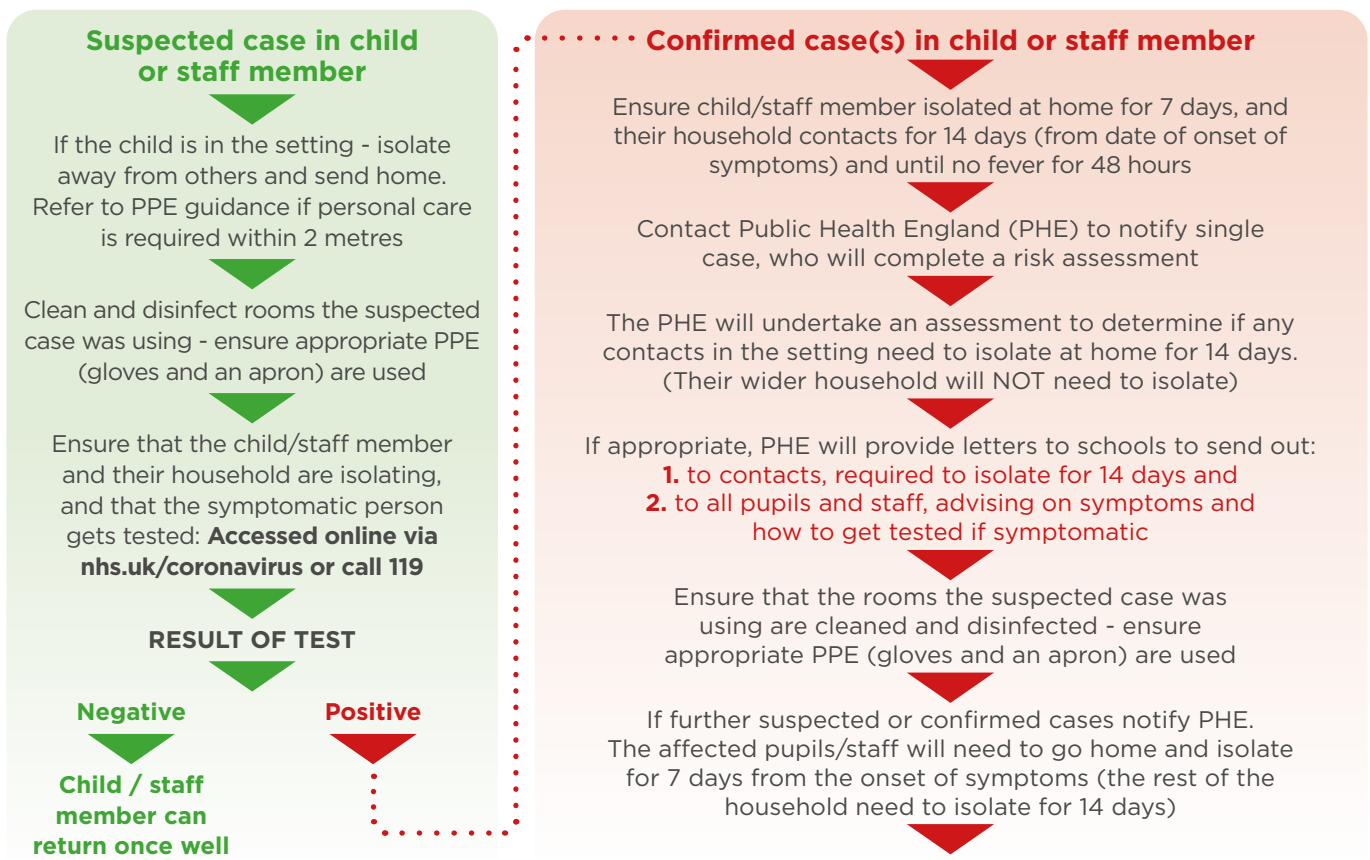 Suspected case in child
or staff member
If the child is in the setting - isolate
away from others and send home.
Refer to PPE guidance if personal care
is required within 2 metres
Clean and disinfect rooms the suspected
case was using - ensure appropriate PPE
(gloves and an apron) are used
Ensure that the child/staff member
and their household are isolating,
and that the symptomatic person
gets tested: Accessed online via
nhs.uk/coronavirus or call 119
RESULT OF TEST
Negative
Positive
Child / staff
member can
return once well
Confirmed case(s) in child or staff member
Ensure child/staff member isolated at home for 7 days, and
their household contacts for 14 days (from date of onset of
symptoms) and until no fever for 48 hours
Contact Public Health England (PHE) to notify single
case, who will complete a risk assessment
The PHE will undertake an assessment to determine if any
contacts in the setting need to isolate at home for 14 days.
(Their wider household will NOT need to isolate)
If appropriate, PHE will provide letters to schools to send out:
1. to contacts, required to isolate for 14 days and
2. to all pupils and staff, advising on symptoms and
how to get tested if symptomatic
Ensure that the rooms the suspected case was
using are cleaned and disinfected - ensure
appropriate PPE (gloves and an apron) are used
If further suspected or confirmed cases notify PHE.
The affected pupils/staff will need to go home and isolate
for 7 days from the onset of symptoms (the rest of the
household need to isolate for 14 days)